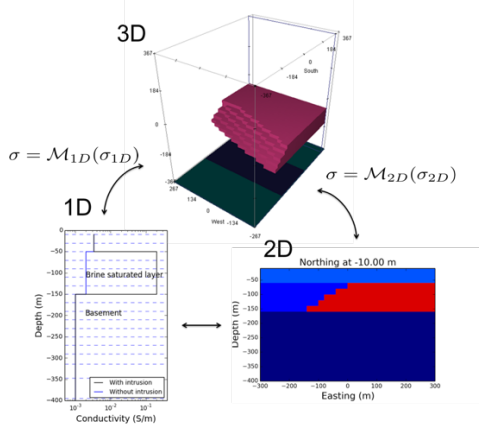 3D
367
367
184
0
-184
-367
367
184
0
-184
-367
South
267
134
0
West
-134
-267
σ = M1D(σ1D)
σ = M2D(σ2D)
1D
0
−50
−100
−150
−200
−250
−300
−350
−400
Depth (m)
Brine saturated layer
Basement
With intrusion
Without intrusion
10⁻³ 10⁻² 10⁻¹
Conductivity (S/m)
2D
Northing at -10.00 m
0
−50
−100
−150
−200
−250
−300
−350
−400
Depth (m)
−300 −200 −100 0 100 200 300
Easting (m)